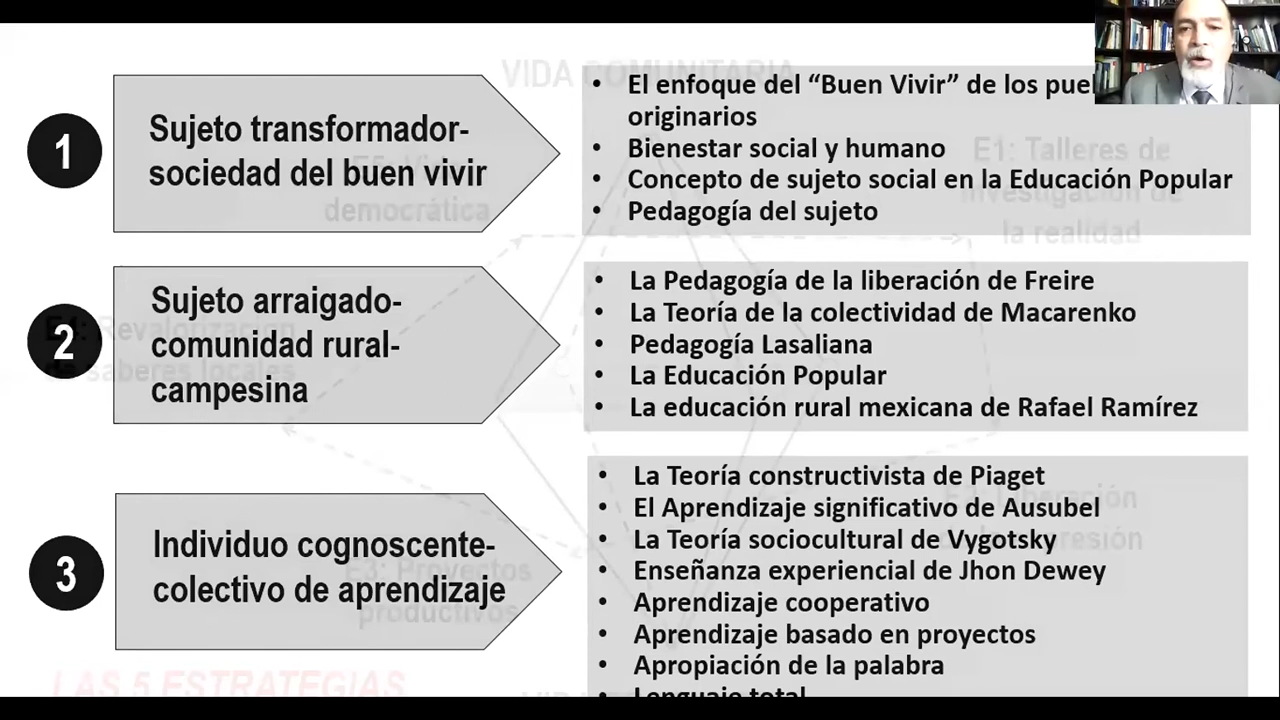 1
Sujeto transformador-
sociedad del buen vivir
• El enfoque del “Buen Vivir” de los
originarios
• Bienestar social y humano
• Concepto de sujeto social en la Educación Popular
• Pedagogía del sujeto
2
Sujeto arraigado-
comunidad rural-
campesina
• La Pedagogía de la liberación de Freire
• La Teoría de la colectividad de Macarenko
• Pedagogía Lasaliana
• La Educación Popular
• La educación rural mexicana de Rafael Ramírez
3
Individuo cognoscente-
colectivo de aprendizaje
• La Teoría constructivista de Piaget
• El Aprendizaje significativo de Ausubel
• La Teoría sociocultural de Vygotsky
• Enseñanza experiencial de Jhon Dewey
• Aprendizaje cooperativo
• Aprendizaje basado en proyectos
• Apropiación de la palabra
• Lenguaje total
VIDA COMUNITARIA
democrática
E1: Talleres de
investigación de
la realidad
E4: Revalorización
de saberes locales
E3: Proyectos
productivos
LAS 5 ESTRATEGIAS